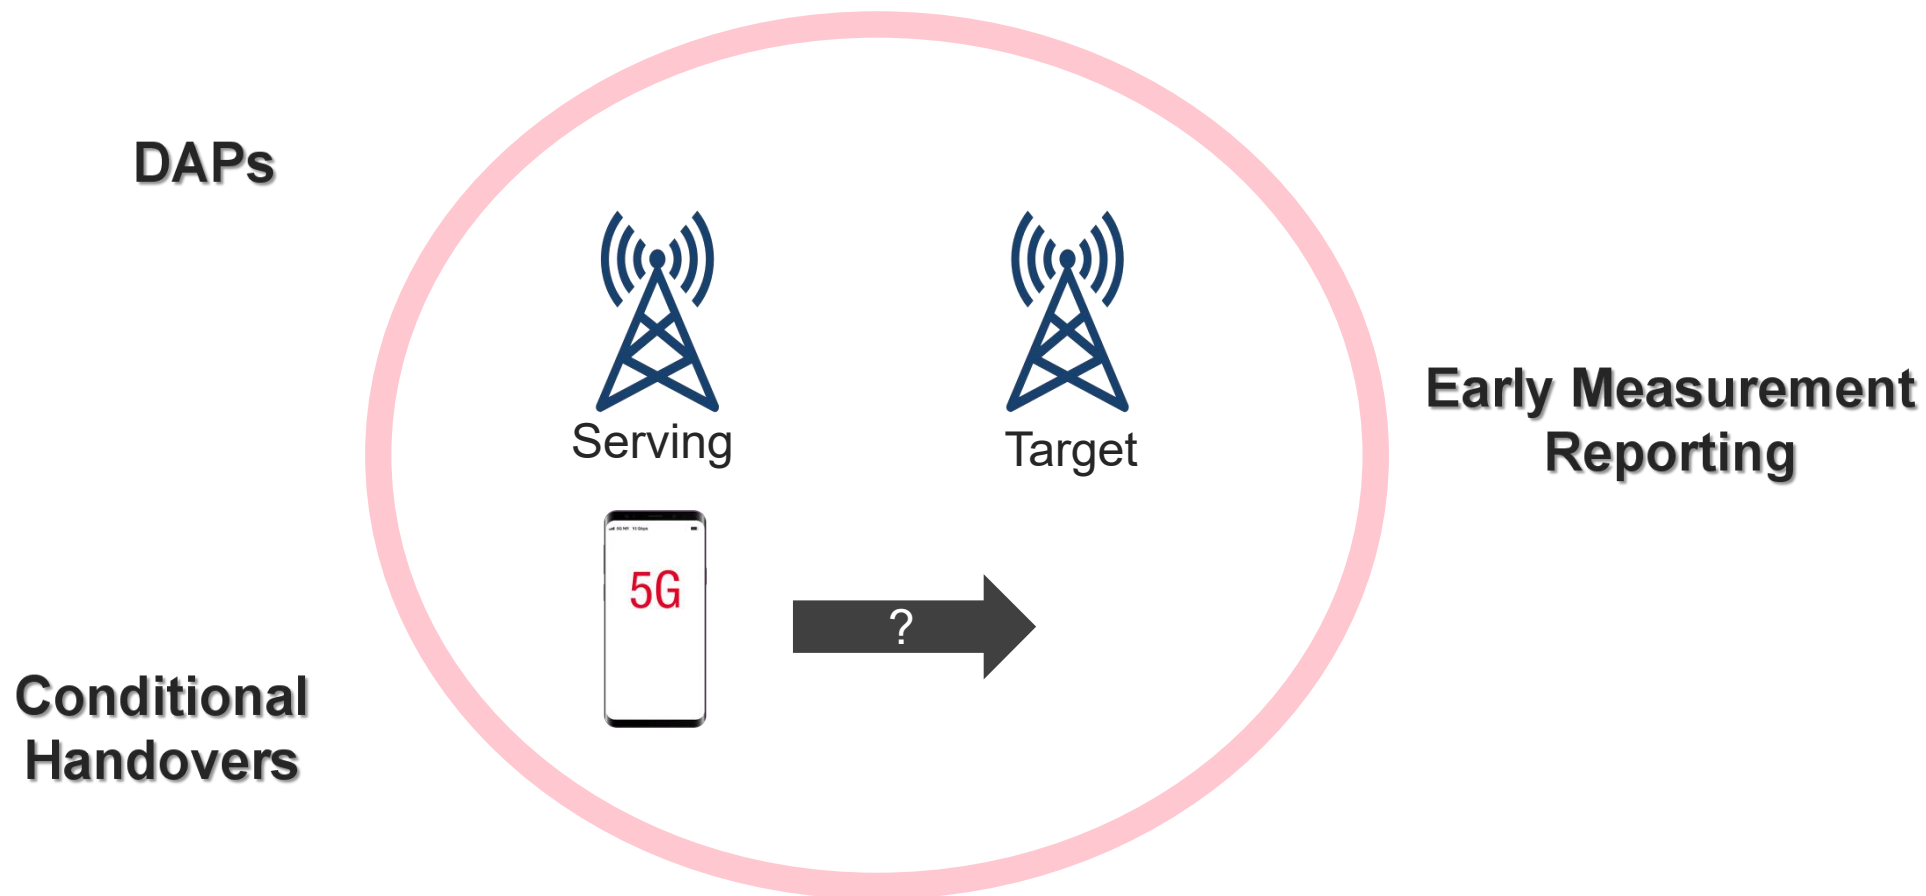 DAPs
Serving
Target
Early Measurement
Reporting
5G
?
Conditional
Handovers